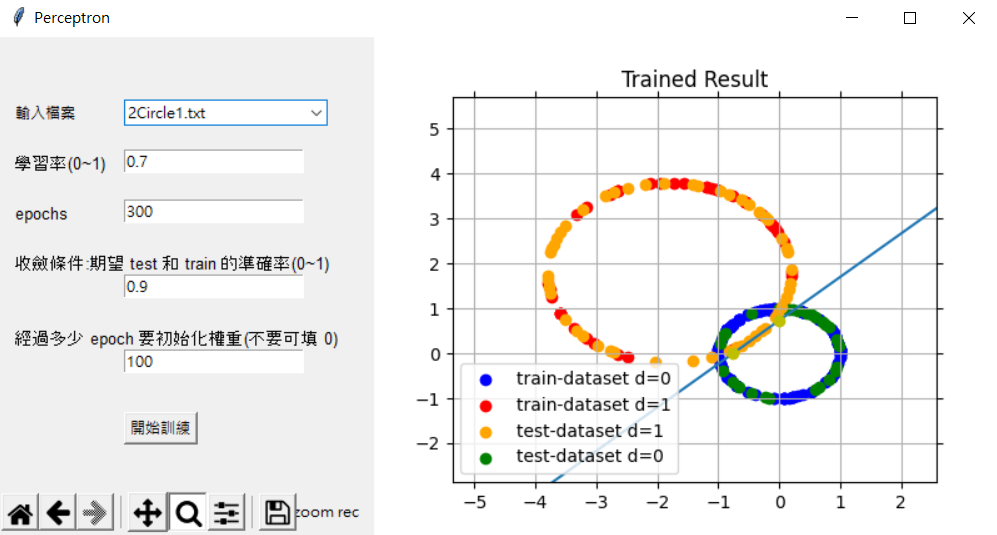 Perceptron
輸入檔案
2Circle1.txt
學習率(0~1)
0.7
epochs
300
收斂條件:期望 test 和 train 的準確率(0~1)
0.9
經過多少 epoch 要初始化權重(不要可填 0)
100
開始訓練
zoom rec
Trained Result
5
4
3
2
1
0
−1
−2
train-dataset d=0
train-dataset d=1
test-dataset d=1
test-dataset d=0
−5 −4 −3 −2 −1 0 1 2